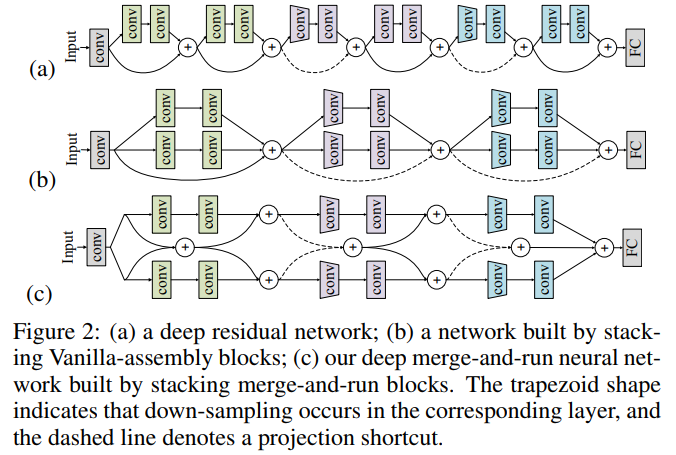 conv conv conv conv conv conv conv conv conv conv conv conv
Input conv + + + + + + FC
(a)
conv conv conv conv conv conv
Input conv conv conv + conv conv + conv conv + FC
(b)
conv conv + conv conv + conv conv
Input conv + + + + FC
conv conv + conv conv + conv conv
(c)
Figure 2: (a) a deep residual network; (b) a network built by stack-
ing Vanilla-assembly blocks; (c) our deep merge-and-run neural net-
work built by stacking merge-and-run blocks. The trapezoid shape
indicates that down-sampling occurs in the corresponding layer, and
the dashed line denotes a projection shortcut.